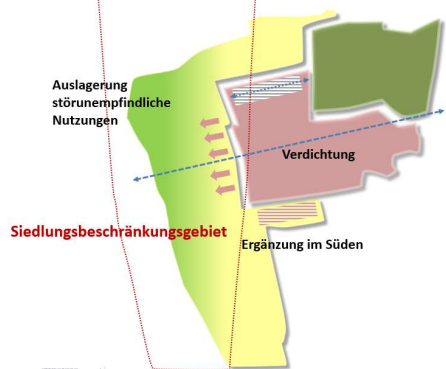 Auslagerung
störunempfindliche
Nutzungen
Verdichtung
Siedlungsbeschränkungsgebiet
Ergänzung im Süden